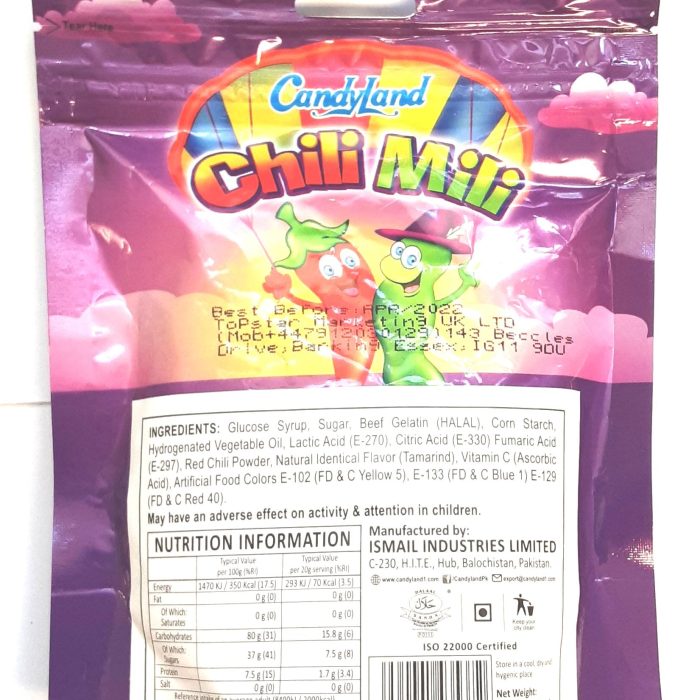 Tear Here
CandyLand
Chili Mili
Best Before: APR/2022
TopStar Marketing UK LTD
Beccles
Drive, Barking Essex, IG11 9DU
INGREDIENTS: Glucose Syrup, Sugar, Beef Gelatin (HALAL), Corn Starch,
Hydrogenated Vegetable Oil, Lactic Acid (E-270), Citric Acid (E-330) Fumaric Acid
(E-297), Red Chili Powder, Natural Identical Flavor (Tamarind), Vitamin C (Ascorbic
Acid), Artificial Food Colors E-102 (FD & C Yellow 5), E-133 (FD & C Blue 1) E-129
(FD & C Red 40).
May have an adverse effect on activity & attention in children.
NUTRITION INFORMATION
Typical Value per 100g (%RI) Typical Value per 20g serving (%RI)
Energy 1470 KJ / 350 Kcal (17.5) 293 KJ / 70 Kcal (3.5)
Fat 0 g (0) 0 g (0)
Of Which: Saturates 0 g (0) 0 g (0)
Carbohydrates 80 g (31) 15.8 g (6)
Of Which: Sugars 37 g (41) 7.5 g (8)
Protein 7.5 g (15) 1.7 g (3.4)
Salt 0 g (0) 0 g (0)
Manufactured by:
ISMAIL INDUSTRIES LIMITED
C-230, H.I.T.E., Hub, Balochistan, Pakistan.
www.candyland1.com /CandylandPk export@candyland1.com
حلال
Keep your
city clean
ISO 22000 Certified
Store in a cool, dry and
hygenic place
Net Weight: